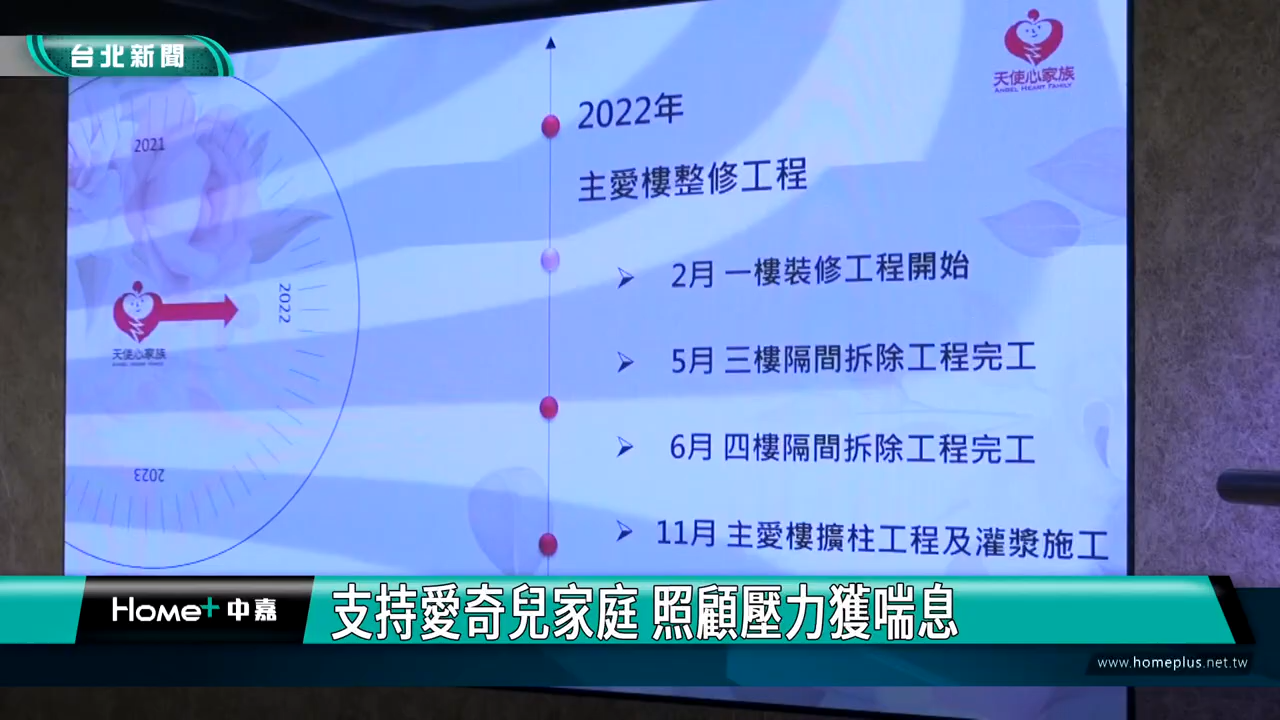 台北新聞
天使心家族
ANGEL HEART FAMILY
2021
2022
2023
天使心家族
2022年
主愛樓整修工程
➢ 2月 一樓裝修工程開始
➢ 5月 三樓隔間拆除工程完工
➢ 6月 四樓隔間拆除工程完工
➢ 11月 主愛樓擴柱工程及灌漿施工
Home+ 中嘉
支持愛奇兒家庭 照顧壓力獲喘息
www.homeplus.net.tw